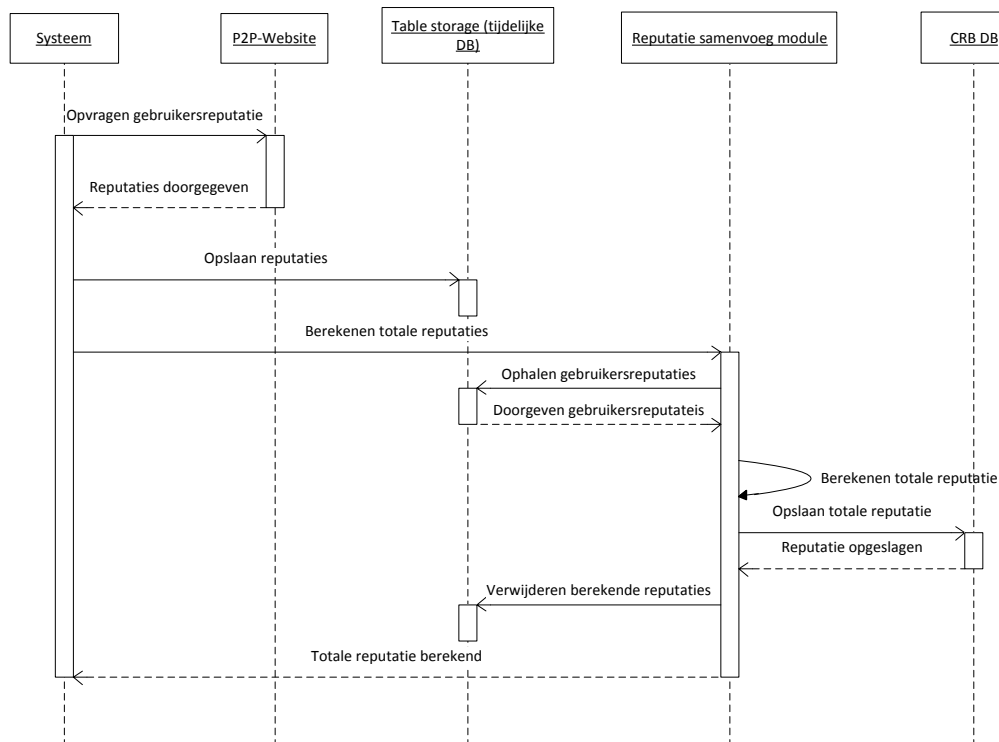 Systeem
P2P-Website
Table storage (tijdelijke
DB)
Reputatie samenvoeg module
CRB DB
Opvragen gebruikersreputatie
Reputaties doorgegeven
Opslaan reputaties
Berekenen totale reputaties
Ophalen gebruikersreputaties
Doorgeven gebruikersreputateis
Berekenen totale reputatie
Opslaan totale reputatie
Reputatie opgeslagen
Verwijderen berekende reputaties
Totale reputatie berekend